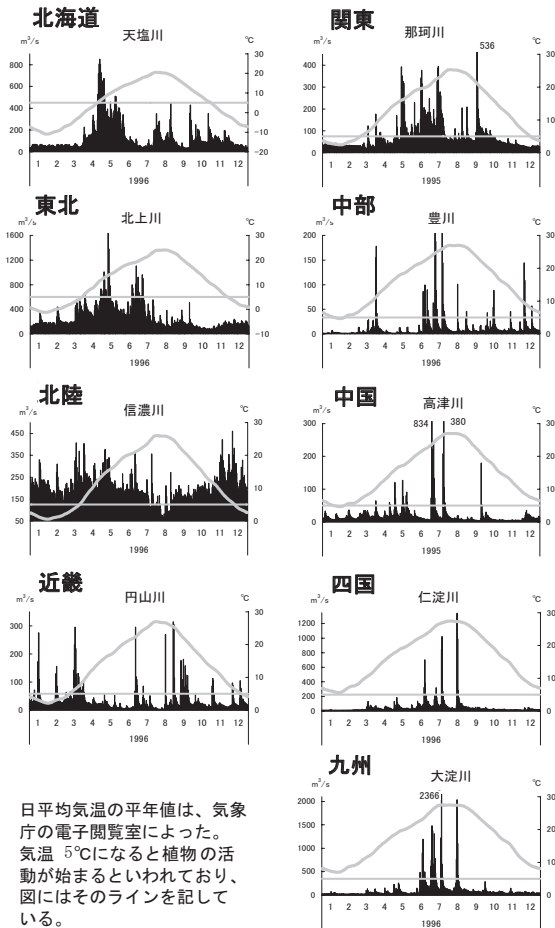 北海道
天塩川
m³/s
℃
800
600
400
200
0
30
20
10
0
−10
−20
1 2 3 4 5 6 7 8 9 10 11 12
1996
東北
北上川
m³/s
℃
1600
1200
800
400
0
30
20
10
0
−10
1 2 3 4 5 6 7 8 9 10 11 12
1996
北陸
信濃川
m³/s
℃
450
350
250
150
50
30
20
10
0
1 2 3 4 5 6 7 8 9 10 11 12
1996
近畿
円山川
m³/s
℃
300
200
100
0
30
20
10
0
1 2 3 4 5 6 7 8 9 10 11 12
1996
日平均気温の平年値は、気象
庁の電子閲覧室によった。
気温 5℃になると植物の活
動が始まるといわれており、
図にはそのラインを記して
いる。
関東
那珂川
m³/s
℃
536
400
300
200
100
0
30
20
10
0
1 2 3 4 5 6 7 8 9 10 11 12
1995
中部
豊川
m³/s
℃
200
150
100
50
0
30
20
10
0
1 2 3 4 5 6 7 8 9 10 11 12
1996
中国
高津川
m³/s
℃
834
380
300
200
100
0
30
20
10
0
1 2 3 4 5 6 7 8 9 10 11 12
1995
四国
仁淀川
m³/s
℃
1200
1000
800
600
400
200
0
30
20
10
0
1 2 3 4 5 6 7 8 9 10 11 12
1996
九州
大淀川
m³/s
℃
2366
2000
1500
1000
500
0
30
20
10
0
1 2 3 4 5 6 7 8 9 10 11 12
1996